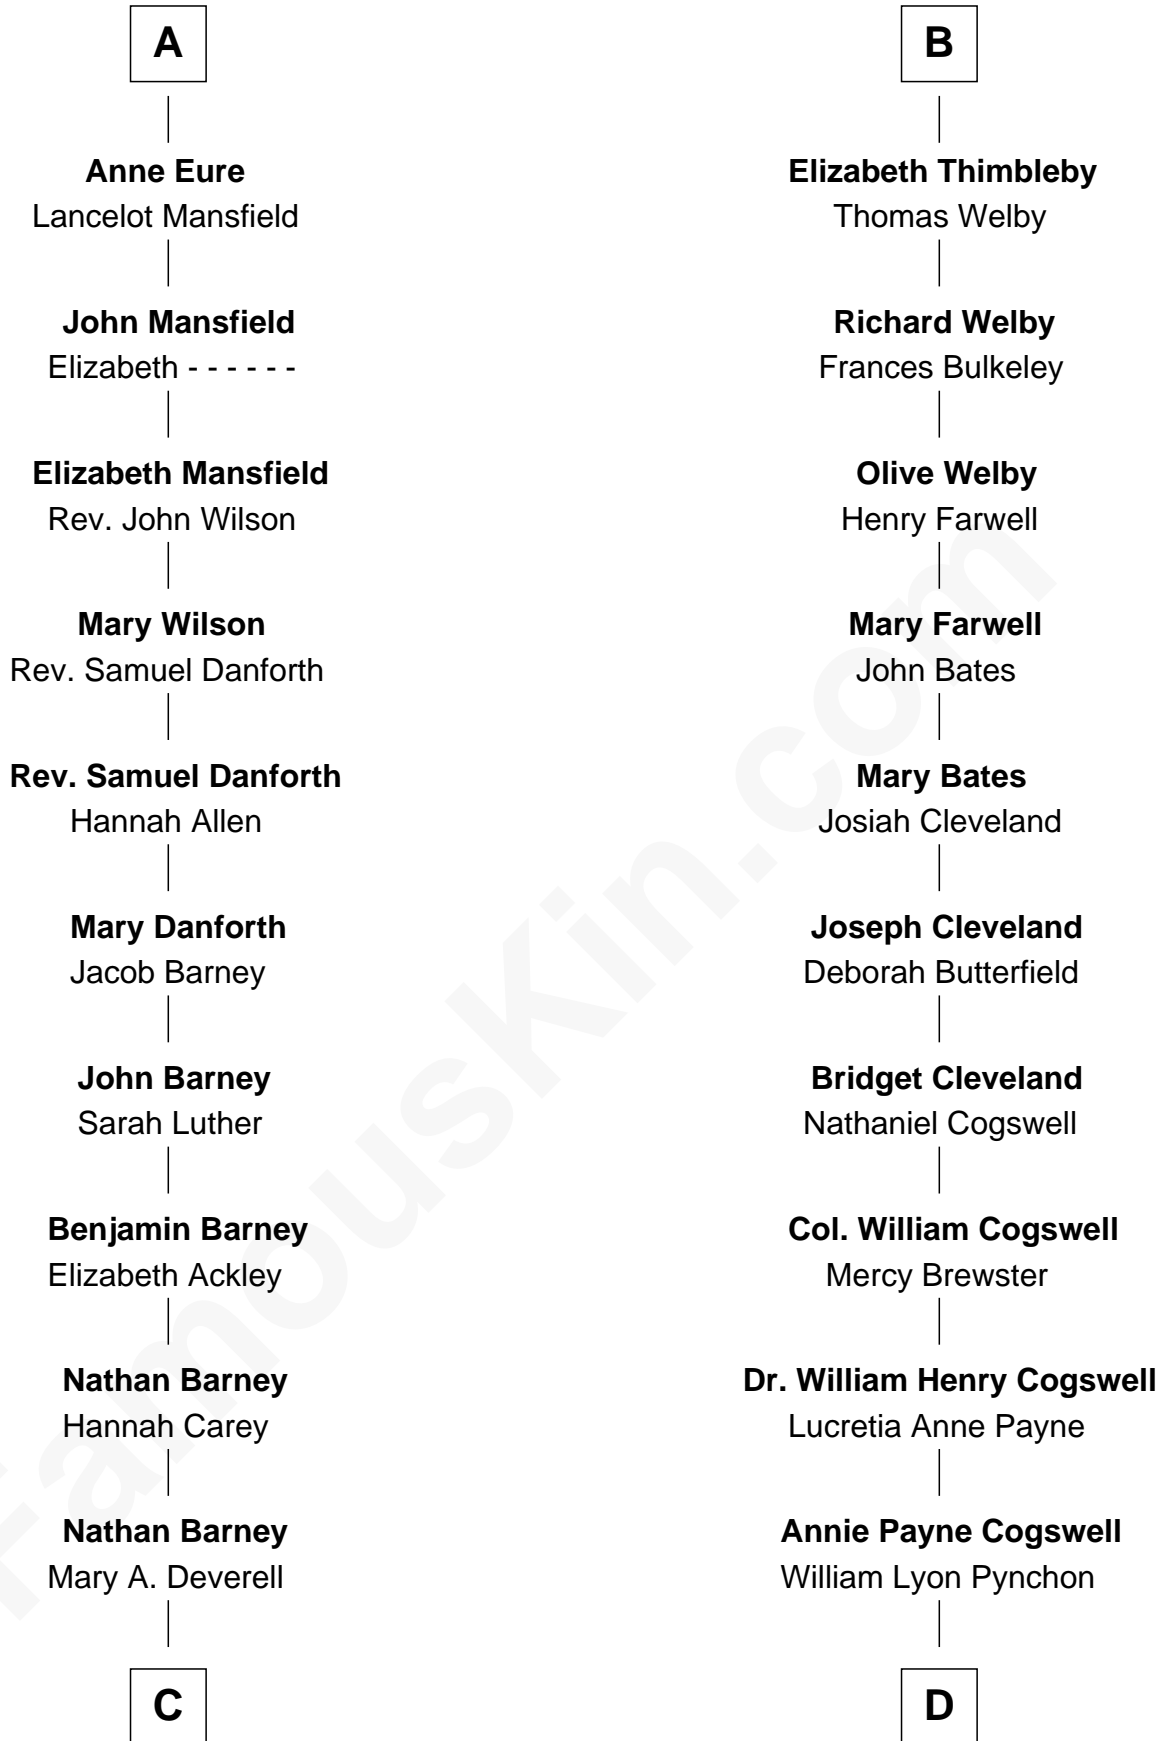 A
Anne Eure
Lancelot Mansfield
John Mansfield
Elizabeth - - - - - -
Elizabeth Mansfield
Rev. John Wilson
Mary Wilson
Rev. Samuel Danforth
Rev. Samuel Danforth
Hannah Allen
Mary Danforth
Jacob Barney
John Barney
Sarah Luther
Benjamin Barney
Elizabeth Ackley
Nathan Barney
Hannah Carey
Nathan Barney
Mary A. Deverell
C
B
Elizabeth Thimbleby
Thomas Welby
Richard Welby
Frances Bulkeley
Olive Welby
Henry Farwell
Mary Farwell
John Bates
Mary Bates
Josiah Cleveland
Joseph Cleveland
Deborah Butterfield
Bridget Cleveland
Nathaniel Cogswell
Col. William Cogswell
Mercy Brewster
Dr. William Henry Cogswell
Lucretia Anne Payne
Annie Payne Cogswell
William Lyon Pynchon
D
FamousKin.com